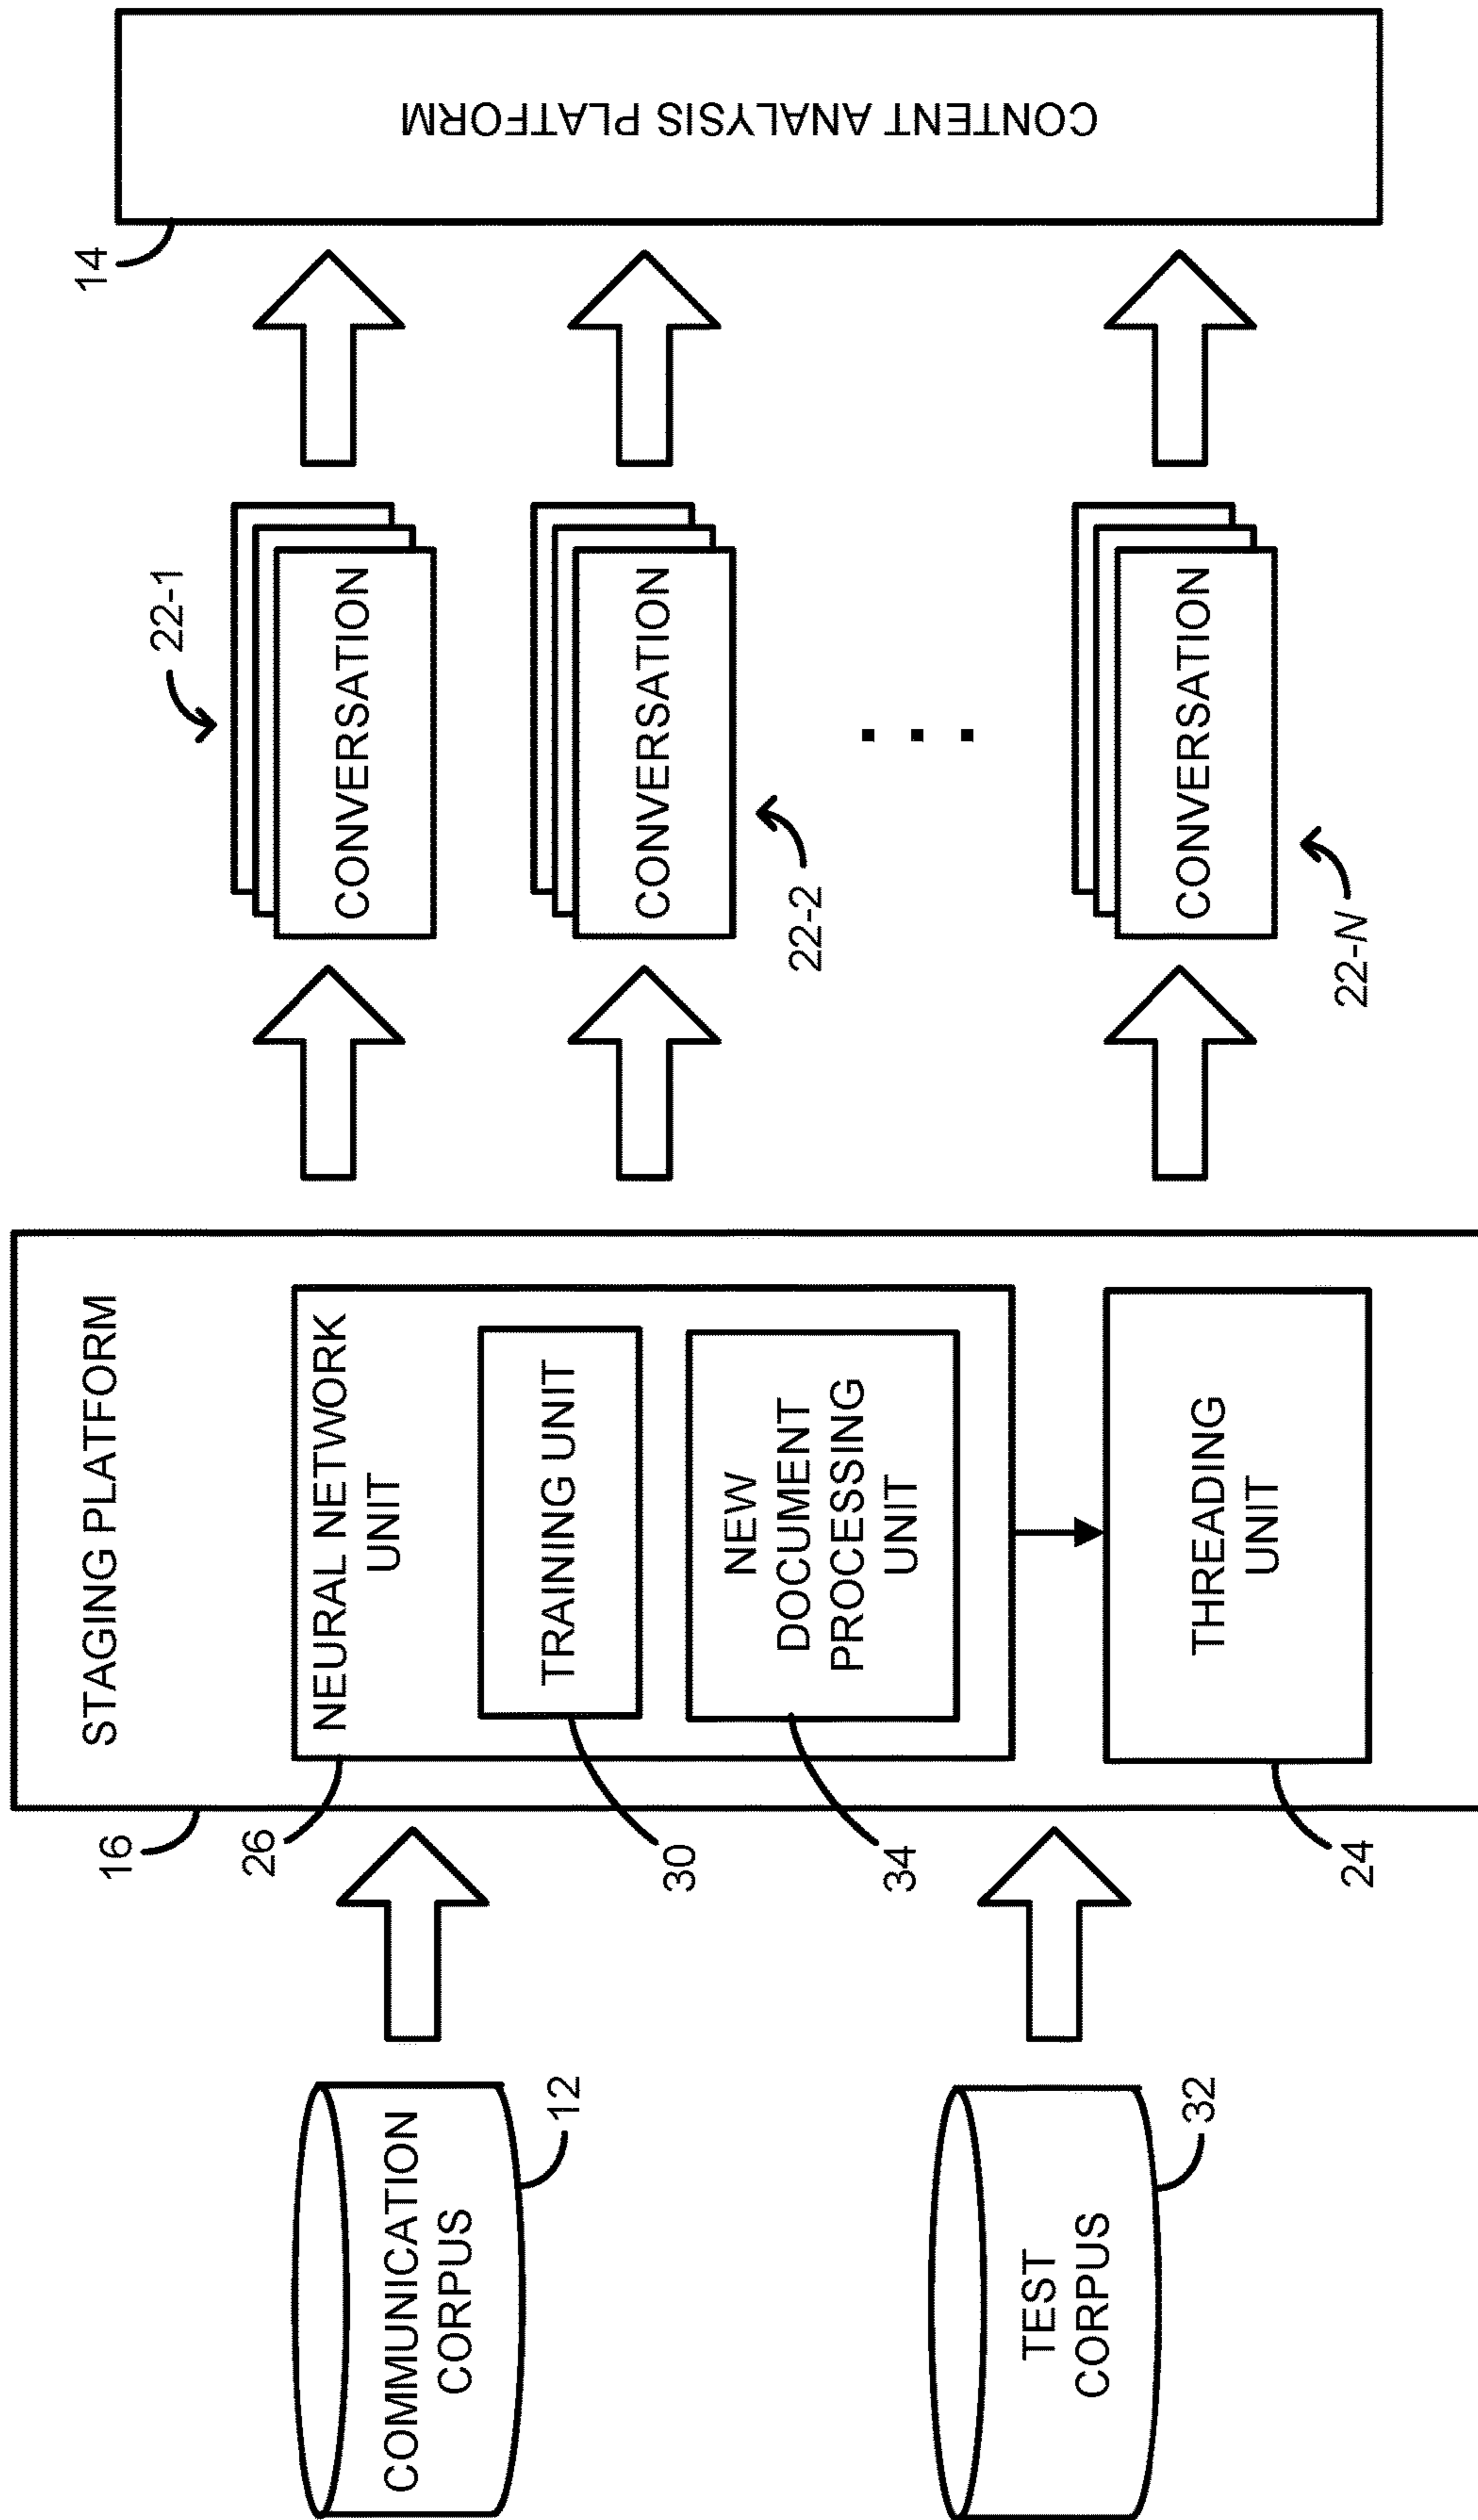 COMMUNICATION
CORPUS
12
TEST
CORPUS
32
16
STAGING PLATFORM
26
NEURAL NETWORK
UNIT
TRAINING UNIT
30
NEW
DOCUMENT
PROCESSING
UNIT
34
THREADING
UNIT
24
22-1
CONVERSATION
CONVERSATION
22-2
CONVERSATION
22-N
14
CONTENT ANALYSIS PLATFORM